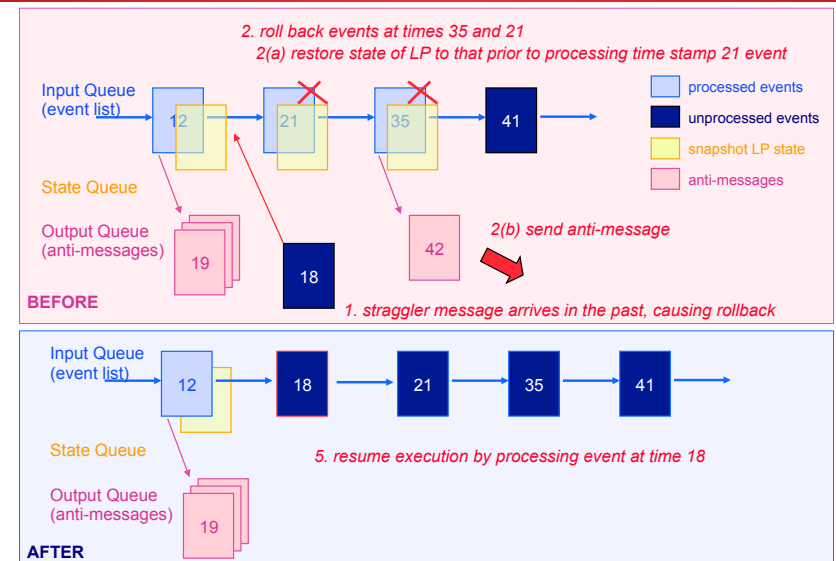 2. roll back events at times 35 and 21
2(a) restore state of LP to that prior to processing time stamp 21 event
Input Queue
(event list)
12
21
35
41
processed events
unprocessed events
snapshot LP state
anti-messages
State Queue
Output Queue
(anti-messages)
19
18
42
2(b) send anti-message
BEFORE
1. straggler message arrives in the past, causing rollback
Input Queue
(event list)
12
18
21
35
41
State Queue
5. resume execution by processing event at time 18
Output Queue
(anti-messages)
19
AFTER